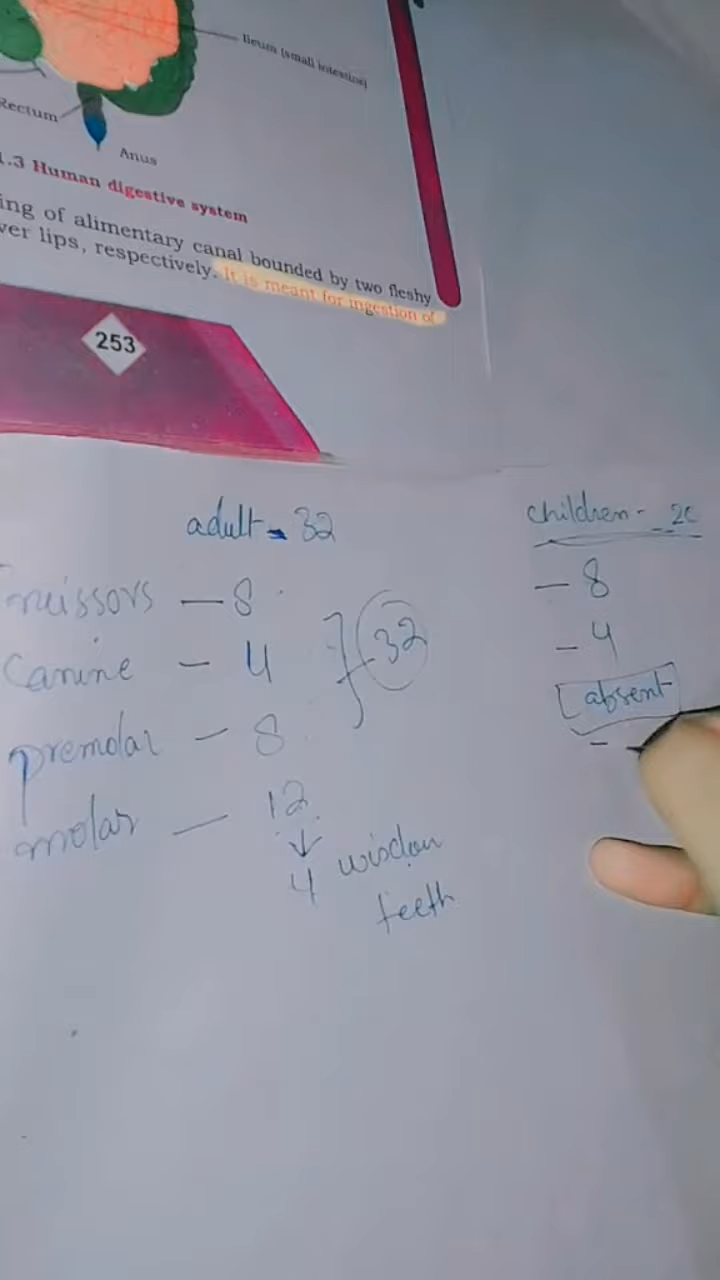 Ileum (small intestine)
Rectum
Anus
1.3 Human digestive system
ing of alimentary canal bounded by two fleshy
ver lips, respectively. It is meant for ingestion of
253
adult - 32
children - 20
neissors - 8
- 8
32
Canine - 4
- 4
premolar - 8
absent
molar - 12
-
4 wisdom
teeth